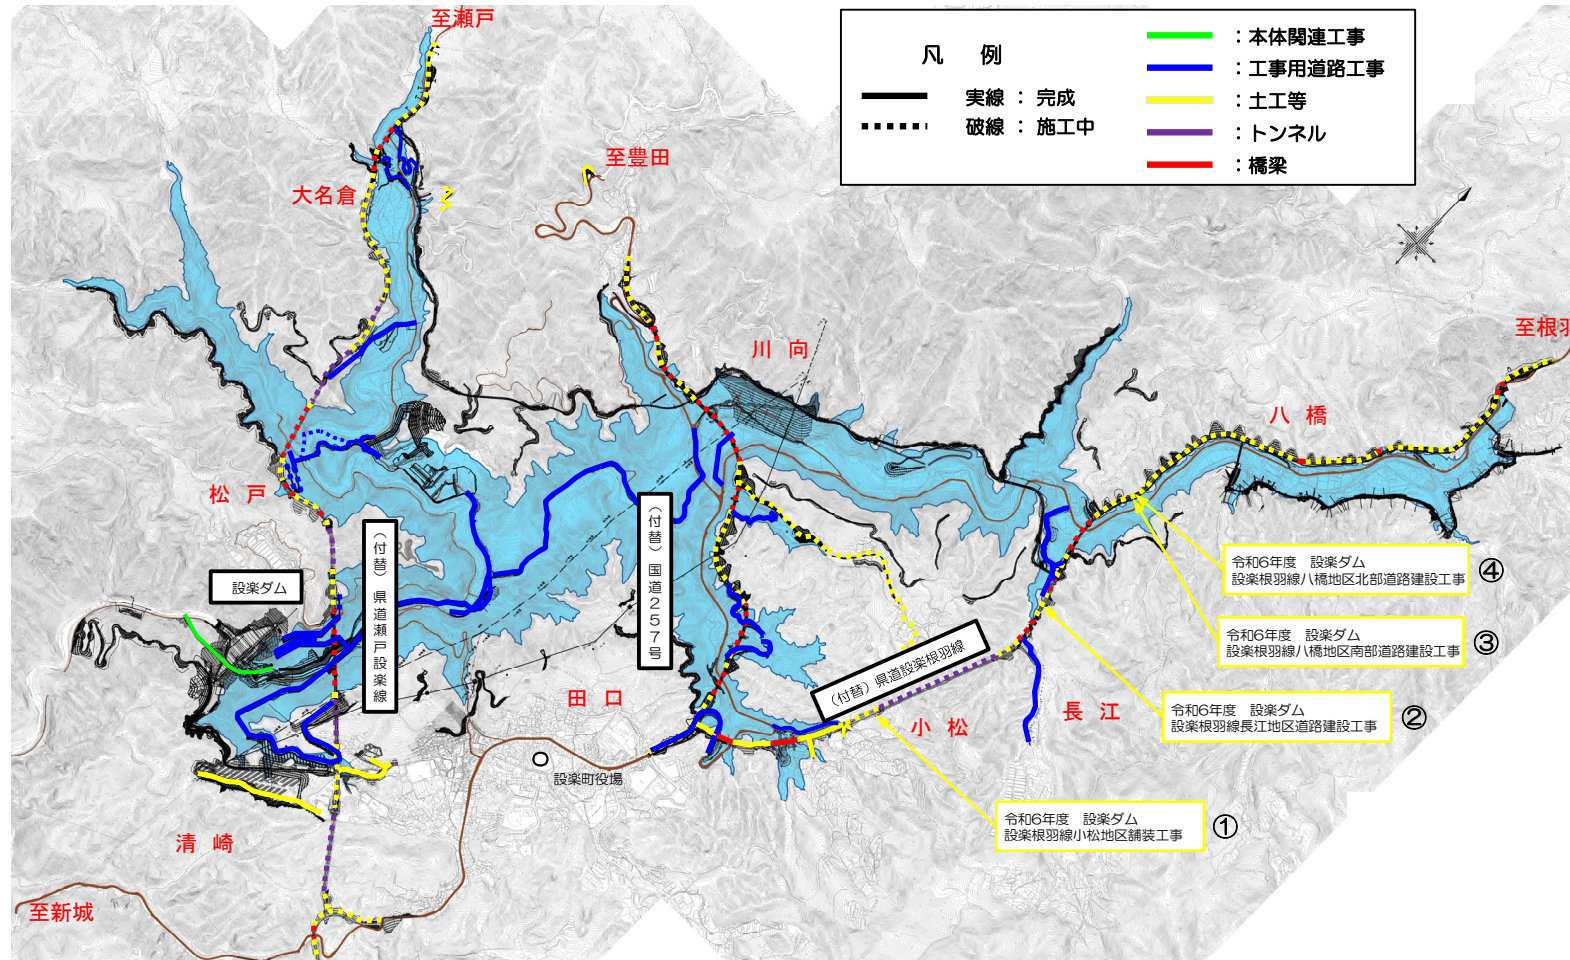 至瀬戸
凡 例
実線 ： 完成
破線 ： 施工中
：本体関連工事
：工事用道路工事
：土工等
：トンネル
：橋梁
至豊田
大名倉
川 向
至根羽
八 橋
松 戸
設楽ダム
（付替）県道瀬戸設楽線
（付替）国道２５７号
（付替）県道設楽根羽線
令和6年度 設楽ダム
設楽根羽線八橋地区北部道路建設工事
④
令和6年度 設楽ダム
設楽根羽線八橋地区南部道路建設工事
③
令和6年度 設楽ダム
設楽根羽線長江地区道路建設工事
②
令和6年度 設楽ダム
設楽根羽線小松地区舗装工事
①
田 口
小 松
長 江
設楽町役場
清 崎
至新城